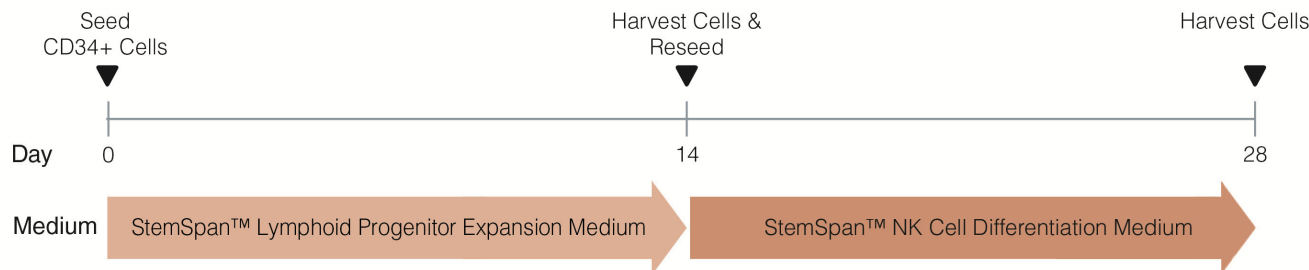 Seed
CD34+ Cells
Harvest Cells &
Reseed
Harvest Cells
Day
0
14
28
Medium
StemSpan™ Lymphoid Progenitor Expansion Medium
StemSpan™ NK Cell Differentiation Medium